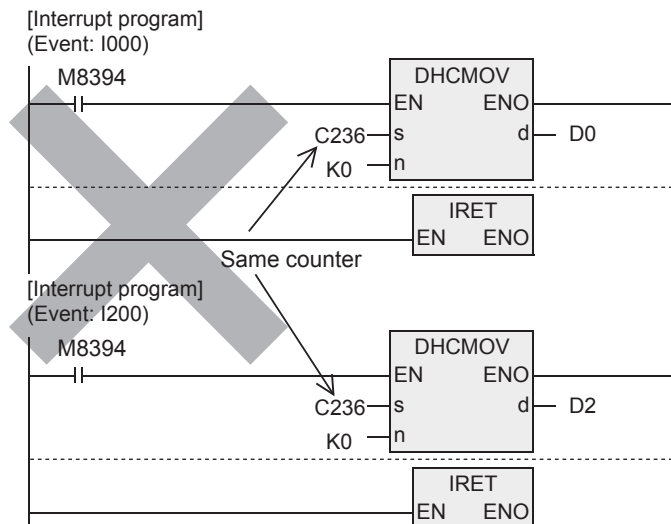 [Interrupt program]
(Event: I000)
M8394
DHCMOV
EN ENO
C236 s d D0
K0 n
IRET
EN ENO
Same counter
[Interrupt program]
(Event: I200)
M8394
DHCMOV
EN ENO
C236 s d D2
K0 n
IRET
EN ENO